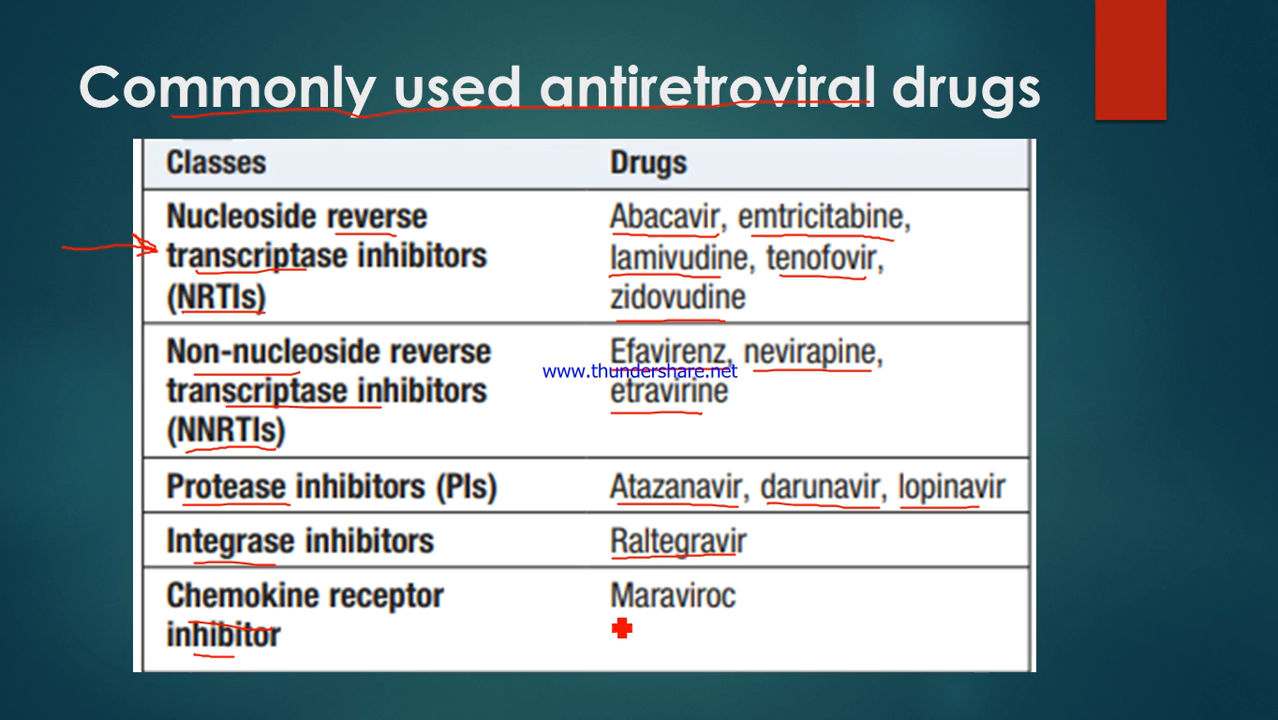 Commonly used antiretroviral drugs
Classes Drugs
Nucleoside reverse Abacavir, emtricitabine,
transcriptase inhibitors lamivudine, tenofovir,
(NRTIs) zidovudine
Non-nucleoside reverse Efavirenz, nevirapine,
www.thundershare.net
transcriptase inhibitors etravirine
(NNRTIs)
Protease inhibitors (PIs) Atazanavir, darunavir, lopinavir
Integrase inhibitors Raltegravir
Chemokine receptor Maraviroc
inhibitor